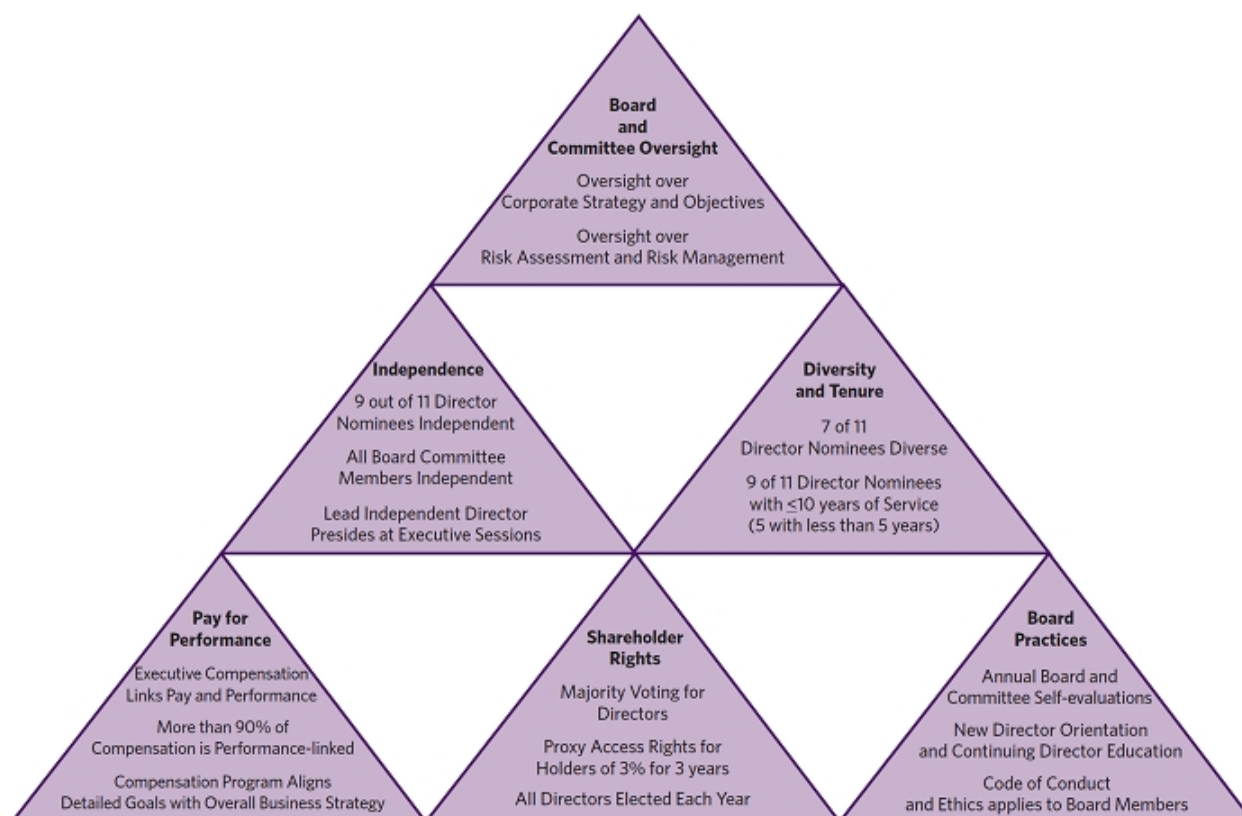 Board
and
Committee Oversight
Oversight over
Corporate Strategy and Objectives
Oversight over
Risk Assessment and Risk Management
Independence
9 out of 11 Director
Nominees Independent
All Board Committee
Members Independent
Lead Independent Director
Presides at Executive Sessions
Diversity
and Tenure
7 of 11
Director Nominees Diverse
9 of 11 Director Nominees
with ≤10 years of Service
(5 with less than 5 years)
Pay for
Performance
Executive Compensation
Links Pay and Performance
More than 90% of
Compensation is Performance-linked
Compensation Program Aligns
Detailed Goals with Overall Business Strategy
Shareholder
Rights
Majority Voting for
Directors
Proxy Access Rights for
Holders of 3% for 3 years
All Directors Elected Each Year
Board
Practices
Annual Board and
Committee Self-evaluations
New Director Orientation
and Continuing Director Education
Code of Conduct
and Ethics applies to Board Members